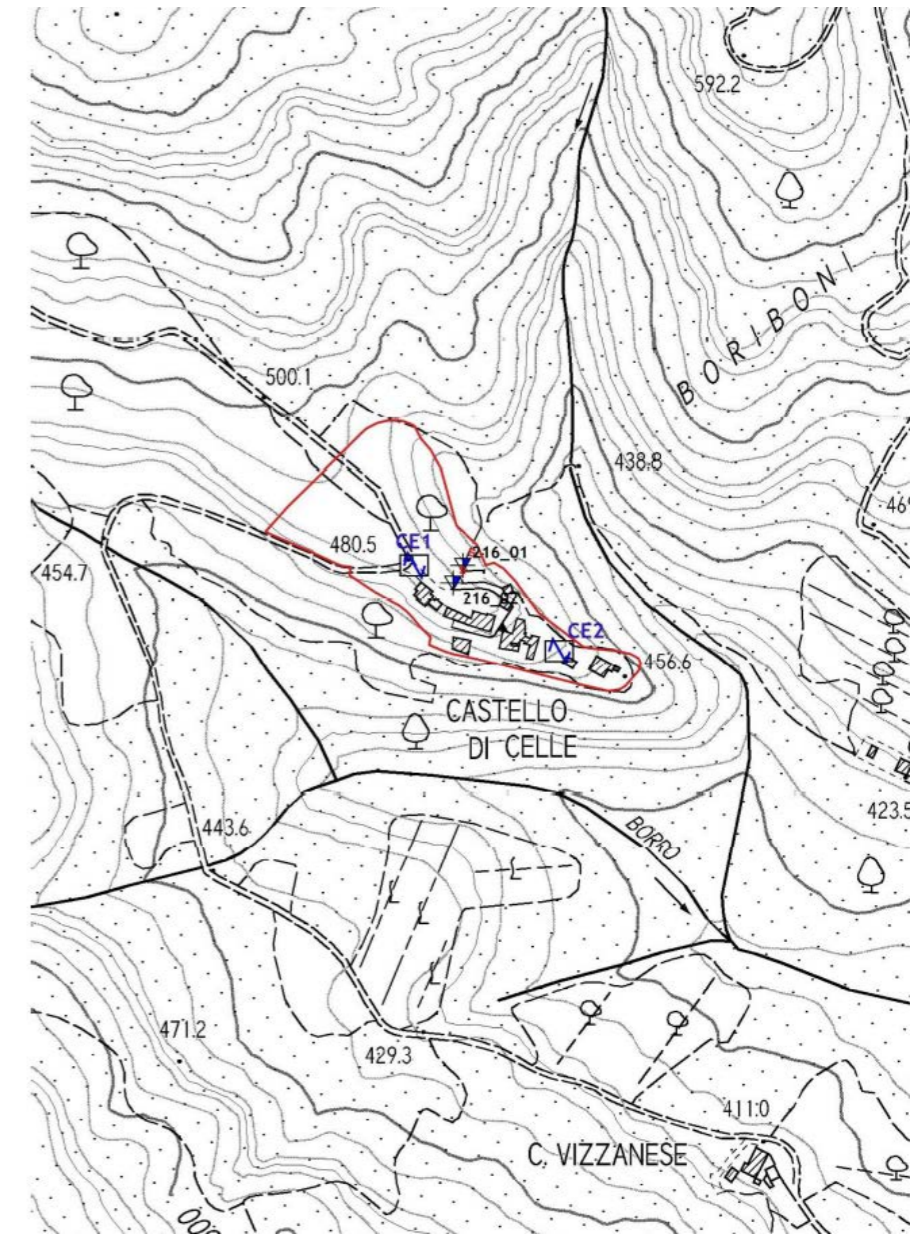 592.2
BORIBONI
500.1
438.8
480.5
CE1
216_01
454.7
216_
CE2
456.6
CASTELLO
DI CELLE
423.5
443.6
BORRO
471.2
429.3
411.0
C. VIZZANESE